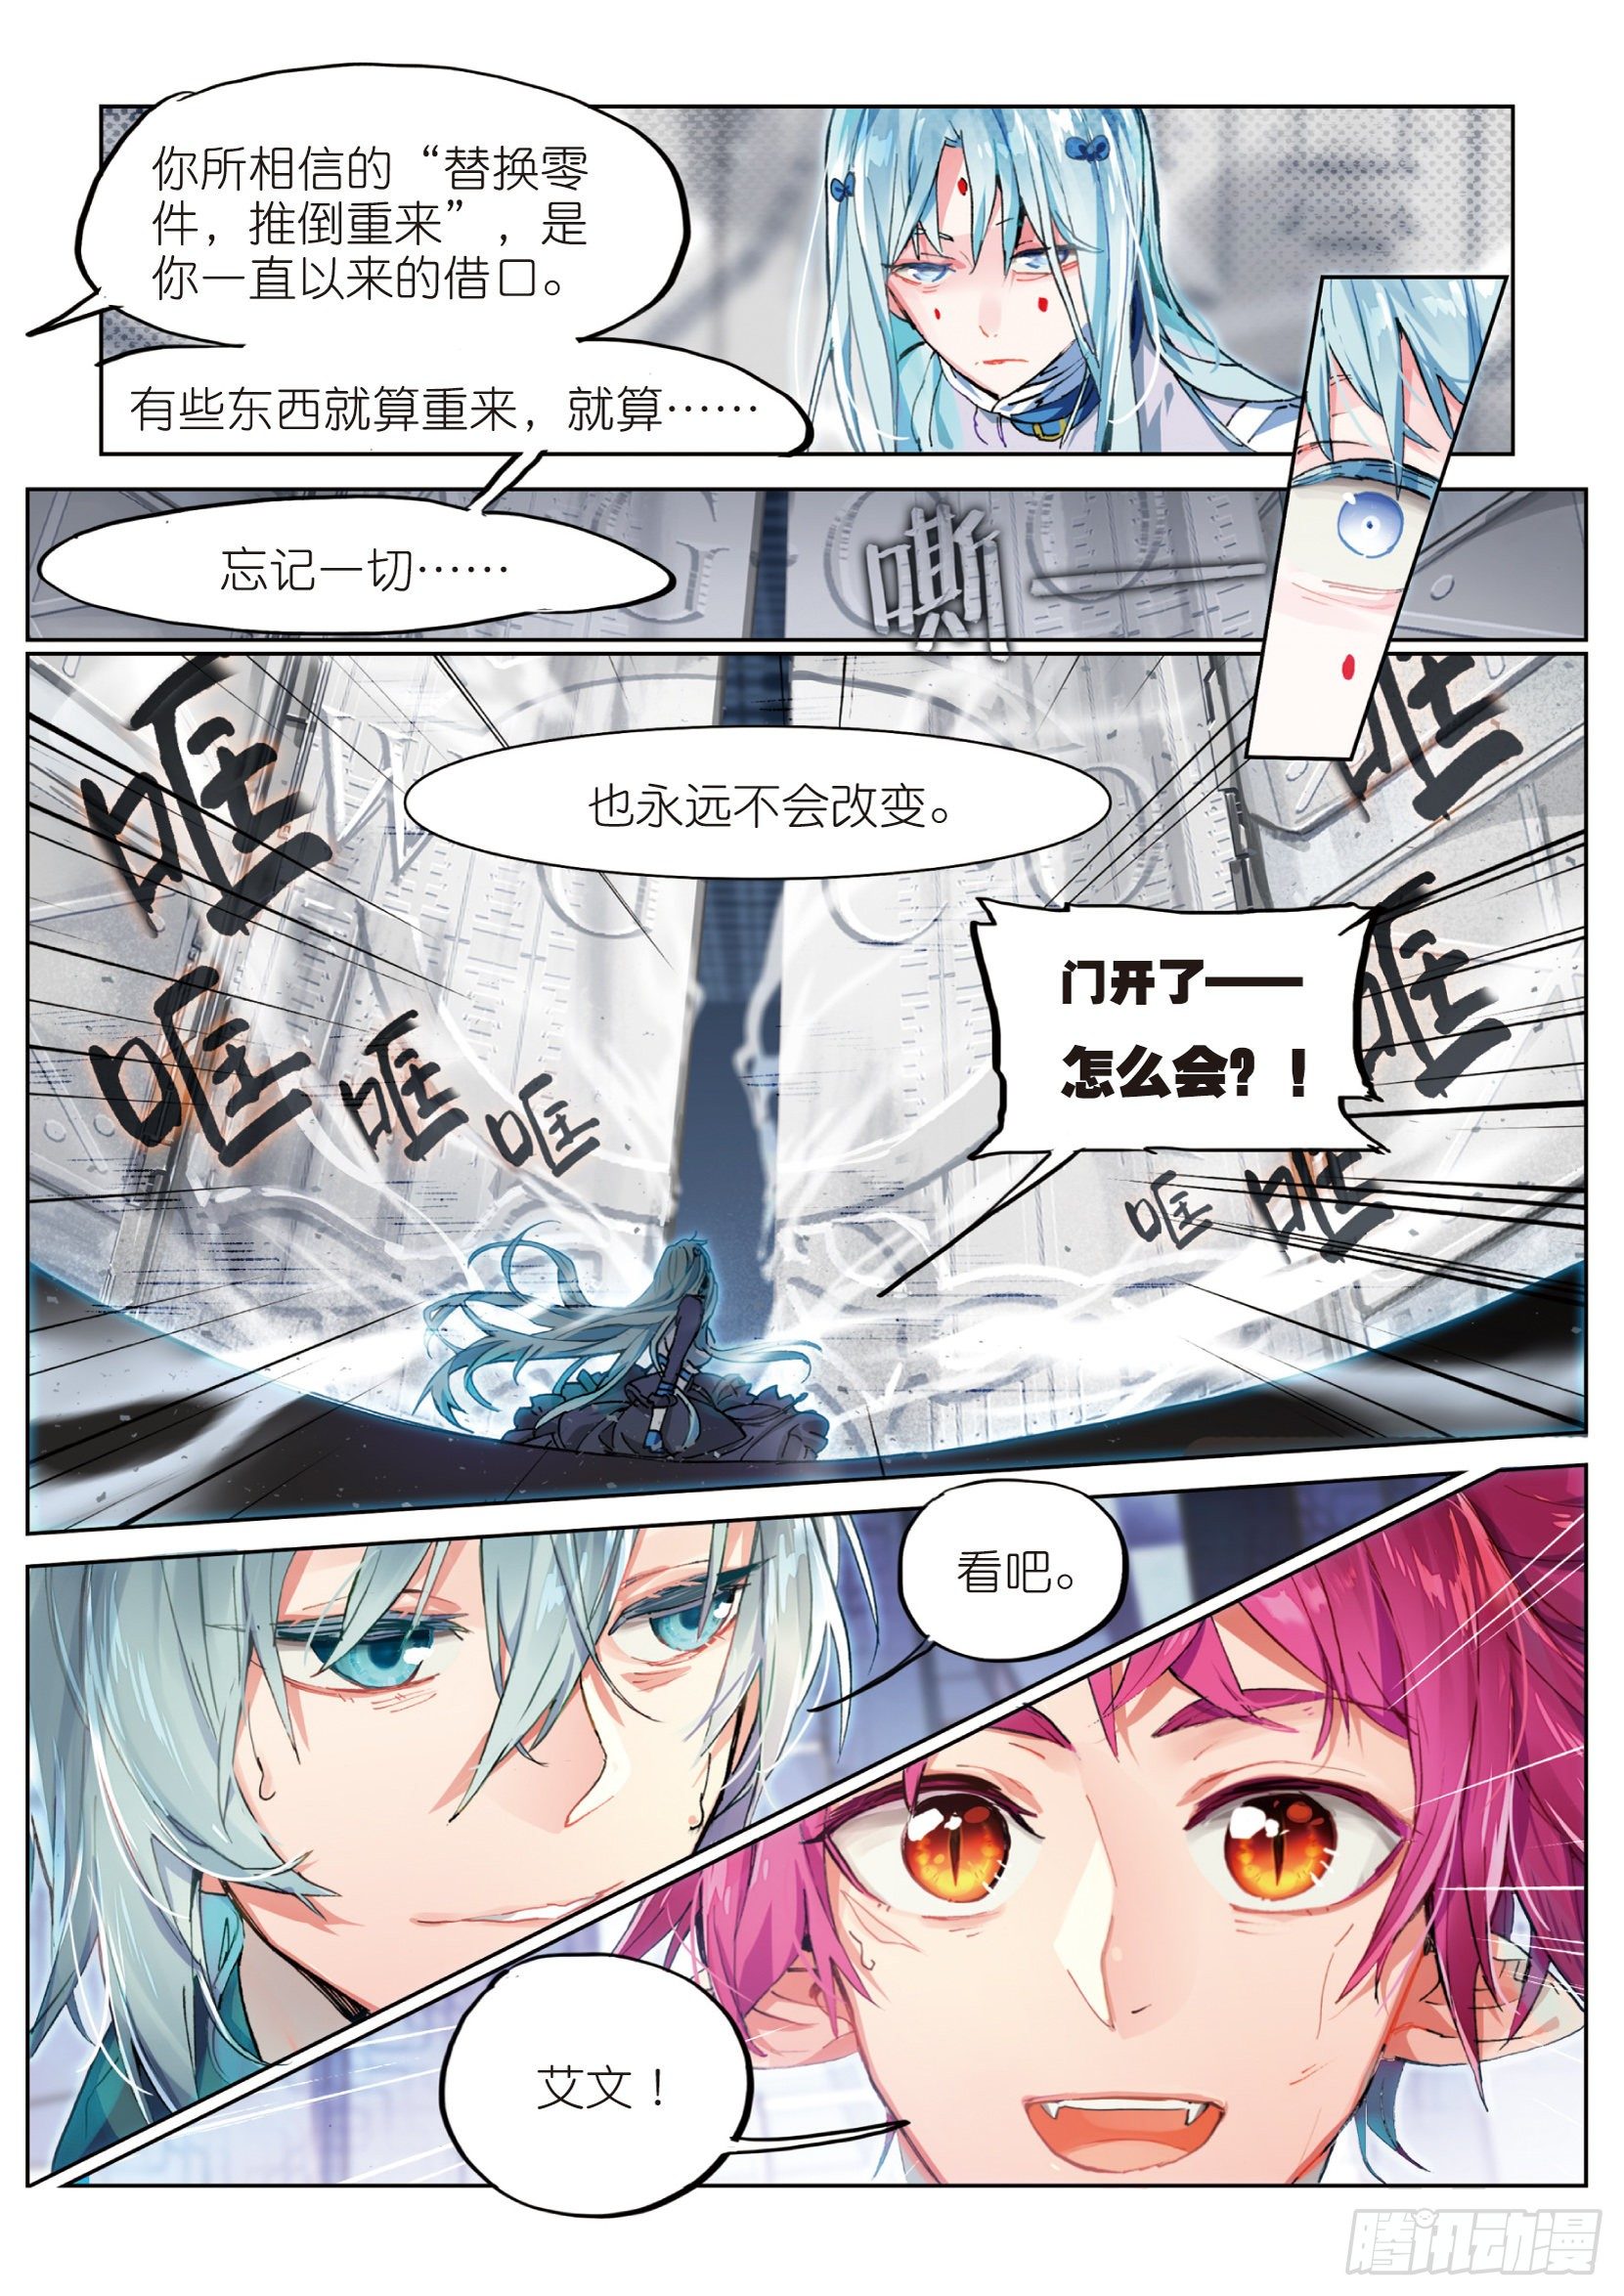 你所相信的“替换零
件，推倒重来”，是
你一直以来的借口。
有些东西就算重来，就算……
忘记一切……
嘶——
哐
哐
也永远不会改变。
哐
门开了——
怎么会？！
哐
哐
哐
哐
哐
看吧。
艾文！
腾讯动漫